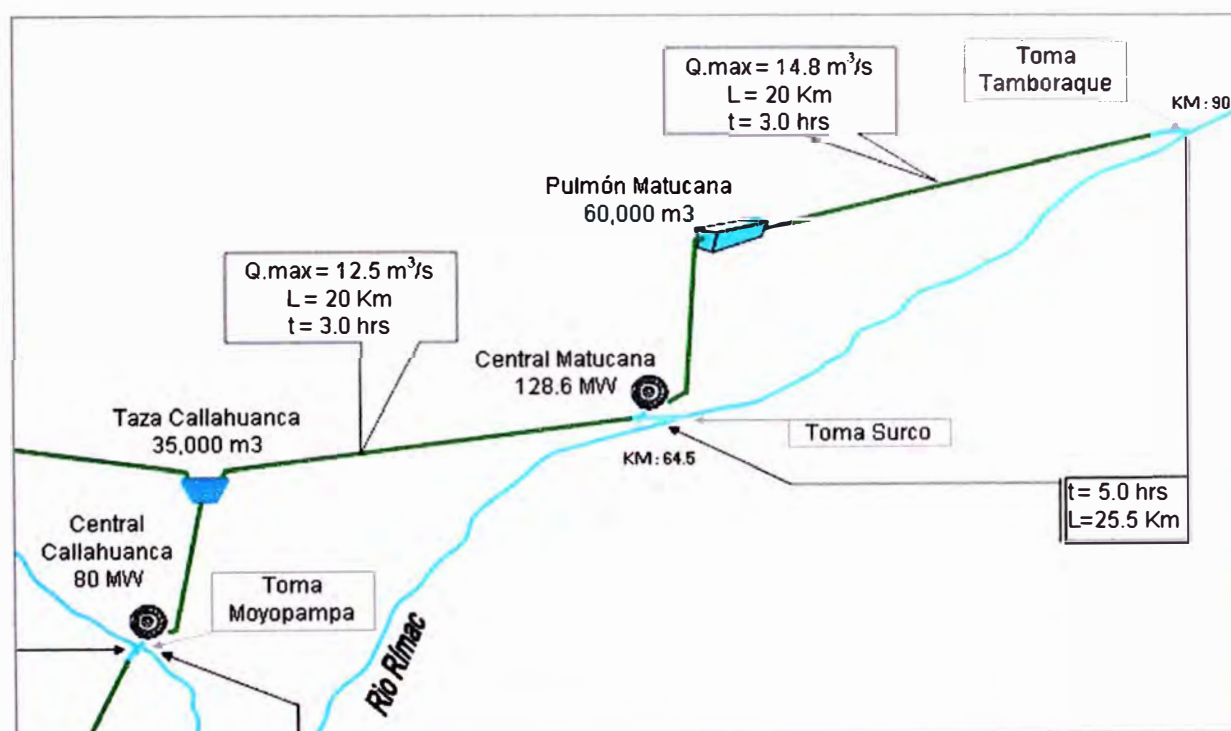 Toma
Tamboraque
KM : 90
Q.max = 14.8 m³/s
L = 20 Km
t = 3.0 hrs
Pulmón Matucana
60,000 m3
Q.max = 12.5 m³/s
L = 20 Km
t = 3.0 hrs
Central Matucana
128.6 MW
Taza Callahuanca
35,000 m3
Toma Surco
KM : 64.5
t = 5.0 hrs
L=25.5 Km
Central
Callahuanca
80 MW
Toma
Moyopampa
Rio Rímac